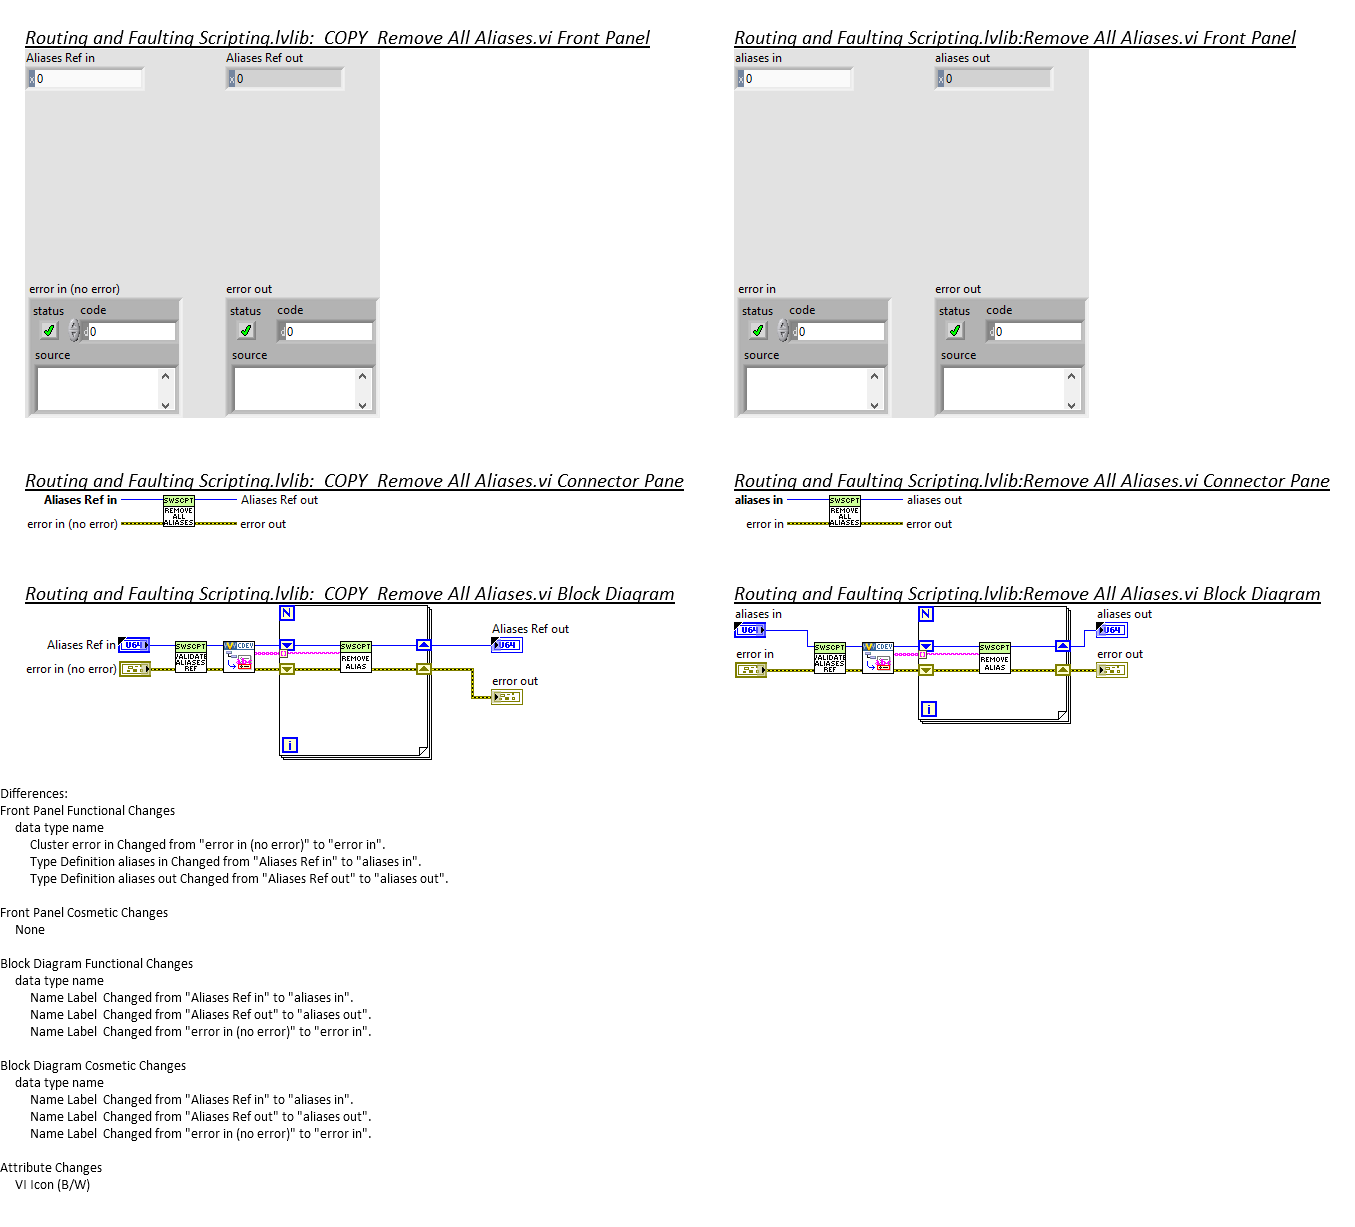 Routing and Faulting Scripting.lvlib:_COPY_Remove All Aliases.vi Front Panel
Aliases Ref in
Aliases Ref out
x 0
x 0
error in (no error)
error out
status code
status code
d 0
d 0
source
source
Routing and Faulting Scripting.lvlib:Remove All Aliases.vi Front Panel
aliases in
aliases out
x 0
x 0
error in
error out
status code
status code
d 0
d 0
source
source
Routing and Faulting Scripting.lvlib:_COPY_Remove All Aliases.vi Connector Pane
Aliases Ref in
SWSCPT
REMOVE
ALL
ALIASES
Aliases Ref out
error in (no error)
error out
Routing and Faulting Scripting.lvlib:Remove All Aliases.vi Connector Pane
aliases in
SWSCPT
REMOVE
ALL
ALIASES
aliases out
error in
error out
Routing and Faulting Scripting.lvlib:_COPY_Remove All Aliases.vi Block Diagram
N
Aliases Ref in
U64
SWSCPT
VALIDATE
ALIASES
REF
CDEV
SWSCPT
REMOVE
ALIAS
Aliases Ref out
U64
error in (no error)
error out
i
Routing and Faulting Scripting.lvlib:Remove All Aliases.vi Block Diagram
aliases in
U64
N
aliases out
U64
error in
SWSCPT
VALIDATE
ALIASES
REF
CDEV
SWSCPT
REMOVE
ALIAS
error out
i
Differences:
Front Panel Functional Changes
data type name
Cluster error in Changed from "error in (no error)" to "error in".
Type Definition aliases in Changed from "Aliases Ref in" to "aliases in".
Type Definition aliases out Changed from "Aliases Ref out" to "aliases out".
Front Panel Cosmetic Changes
None
Block Diagram Functional Changes
data type name
Name Label  Changed from "Aliases Ref in" to "aliases in".
Name Label  Changed from "Aliases Ref out" to "aliases out".
Name Label  Changed from "error in (no error)" to "error in".
Block Diagram Cosmetic Changes
data type name
Name Label  Changed from "Aliases Ref in" to "aliases in".
Name Label  Changed from "Aliases Ref out" to "aliases out".
Name Label  Changed from "error in (no error)" to "error in".
Attribute Changes
VI Icon (B/W)